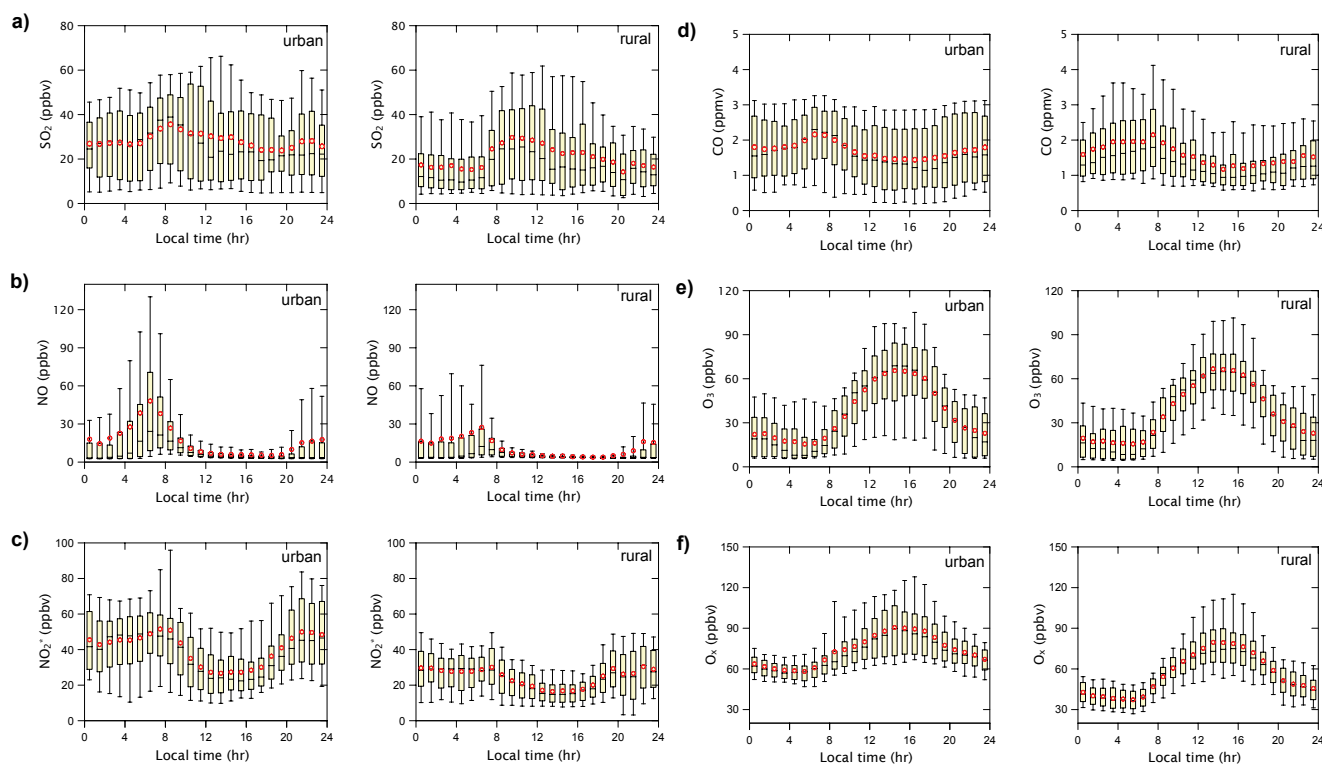 a)
urban
SO₂ (ppbv)
80
60
40
20
0
0 4 8 12 16 20 24
Local time (hr)
rural
SO₂ (ppbv)
80
60
40
20
0
0 4 8 12 16 20 24
Local time (hr)
b)
urban
NO (ppbv)
120
90
60
30
0
0 4 8 12 16 20 24
Local time (hr)
rural
NO (ppbv)
120
90
60
30
0
0 4 8 12 16 20 24
Local time (hr)
c)
urban
NO₂* (ppbv)
100
80
60
40
20
0
0 4 8 12 16 20 24
Local time (hr)
rural
NO₂* (ppbv)
100
80
60
40
20
0
0 4 8 12 16 20 24
Local time (hr)
d)
urban
CO (ppmv)
5
4
3
2
1
0
0 4 8 12 16 20 24
Local time (hr)
rural
CO (ppmv)
5
4
3
2
1
0
0 4 8 12 16 20 24
Local time (hr)
e)
urban
O₃ (ppbv)
120
90
60
30
0
0 4 8 12 16 20 24
Local time (hr)
rural
O₃ (ppbv)
120
90
60
30
0
0 4 8 12 16 20 24
Local time (hr)
f)
urban
Oₓ (ppbv)
150
120
90
60
30
0 4 8 12 16 20 24
Local time (hr)
rural
Oₓ (ppbv)
150
120
90
60
30
0 4 8 12 16 20 24
Local time (hr)